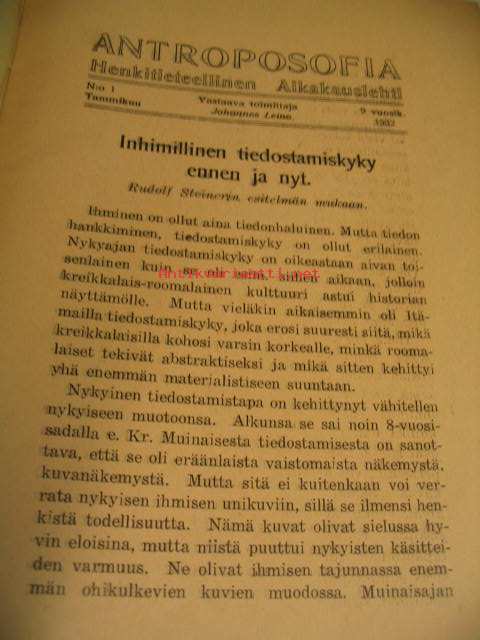 ANTROPOSOFIA
Henkitieteellinen Aikakauslehti
N:o 1 Vastaava toimittaja 9 vuosik.
Tammikuu Johannes Leino. 1932
Inhimillinen tiedostamiskyky
ennen ja nyt.
Rudolf Steinerin esitelmän mukaan.
Ihminen on ollut aina tiedonhaluinen. Mutta tiedon
hankkiminen, tiedostamiskyky on ollut erilainen.
Nykyajan tiedostamiskyky on oikeastaan aivan toi-
senlainen kuin se oli siihen aikaan, jolloin
kreikkalais-roomalainen kulttuuri astui historian
näyttämölle. Mutta vieläkin aikaisemmin oli Itä-
mailla tiedostamiskyky, joka erosi suuresti siitä, mikä
kreikkalaisilla kohosi varsin korkealle, minkä rooma-
laiset tekivät abstraktiseksi ja mikä sitten kehittyi
yhä enemmän materialistiseen suuntaan.
Nykyinen tiedostamistapa on kehittynyt vähitellen
nykyiseen muotoonsa. Alkunsa se sai noin 8-vuosi-
sadalla e. Kr. Muinaisesta tiedostamisesta on sanot-
tava, että se oli eräänlaista vaistomaista näkemystä,
kuvanäkemystä. Mutta sitä ei kuitenkaan voi ver-
rata nykyisen ihmisen unikuviin, sillä se ilmensi hen-
kistä todellisuutta. Nämä kuvat olivat sielussa hy-
vin eloisina, mutta niistä puuttui nykyisten käsittei-
den varmuus. Ne olivat ihmisen tajunnassa enem-
män ohikulkevien kuvien muodossa. Muinaisajan